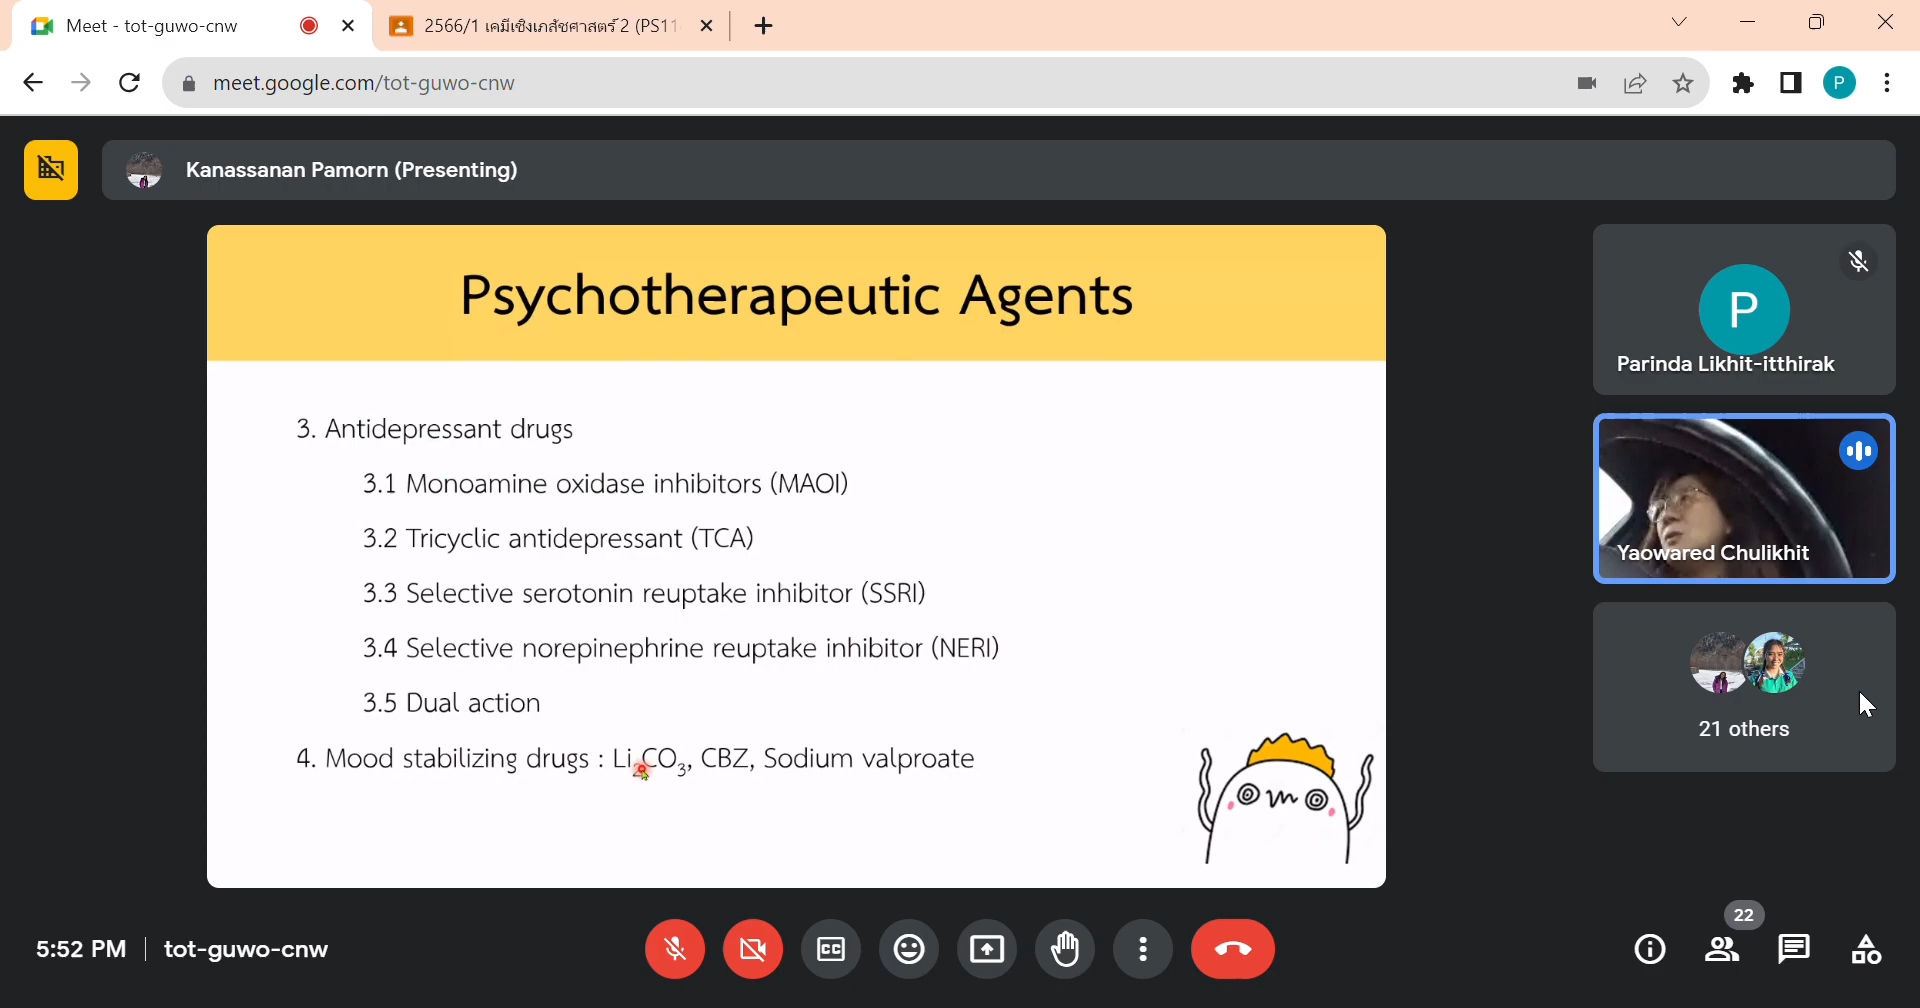 Meet - tot-guwo-cnw
2566/1 เคมีเชิงเภสัชศาสตร์ 2 (PS11
meet.google.com/tot-guwo-cnw
P
Kanassanan Pamorn (Presenting)
Psychotherapeutic Agents
3. Antidepressant drugs
3.1 Monoamine oxidase inhibitors (MAOI)
3.2 Tricyclic antidepressant (TCA)
3.3 Selective serotonin reuptake inhibitor (SSRI)
3.4 Selective norepinephrine reuptake inhibitor (NERI)
3.5 Dual action
4. Mood stabilizing drugs : Li₂CO₃, CBZ, Sodium valproate
P
Parinda Likhit-itthirak
Yaowared Chulikhit
21 others
5:52 PM | tot-guwo-cnw
CC
22